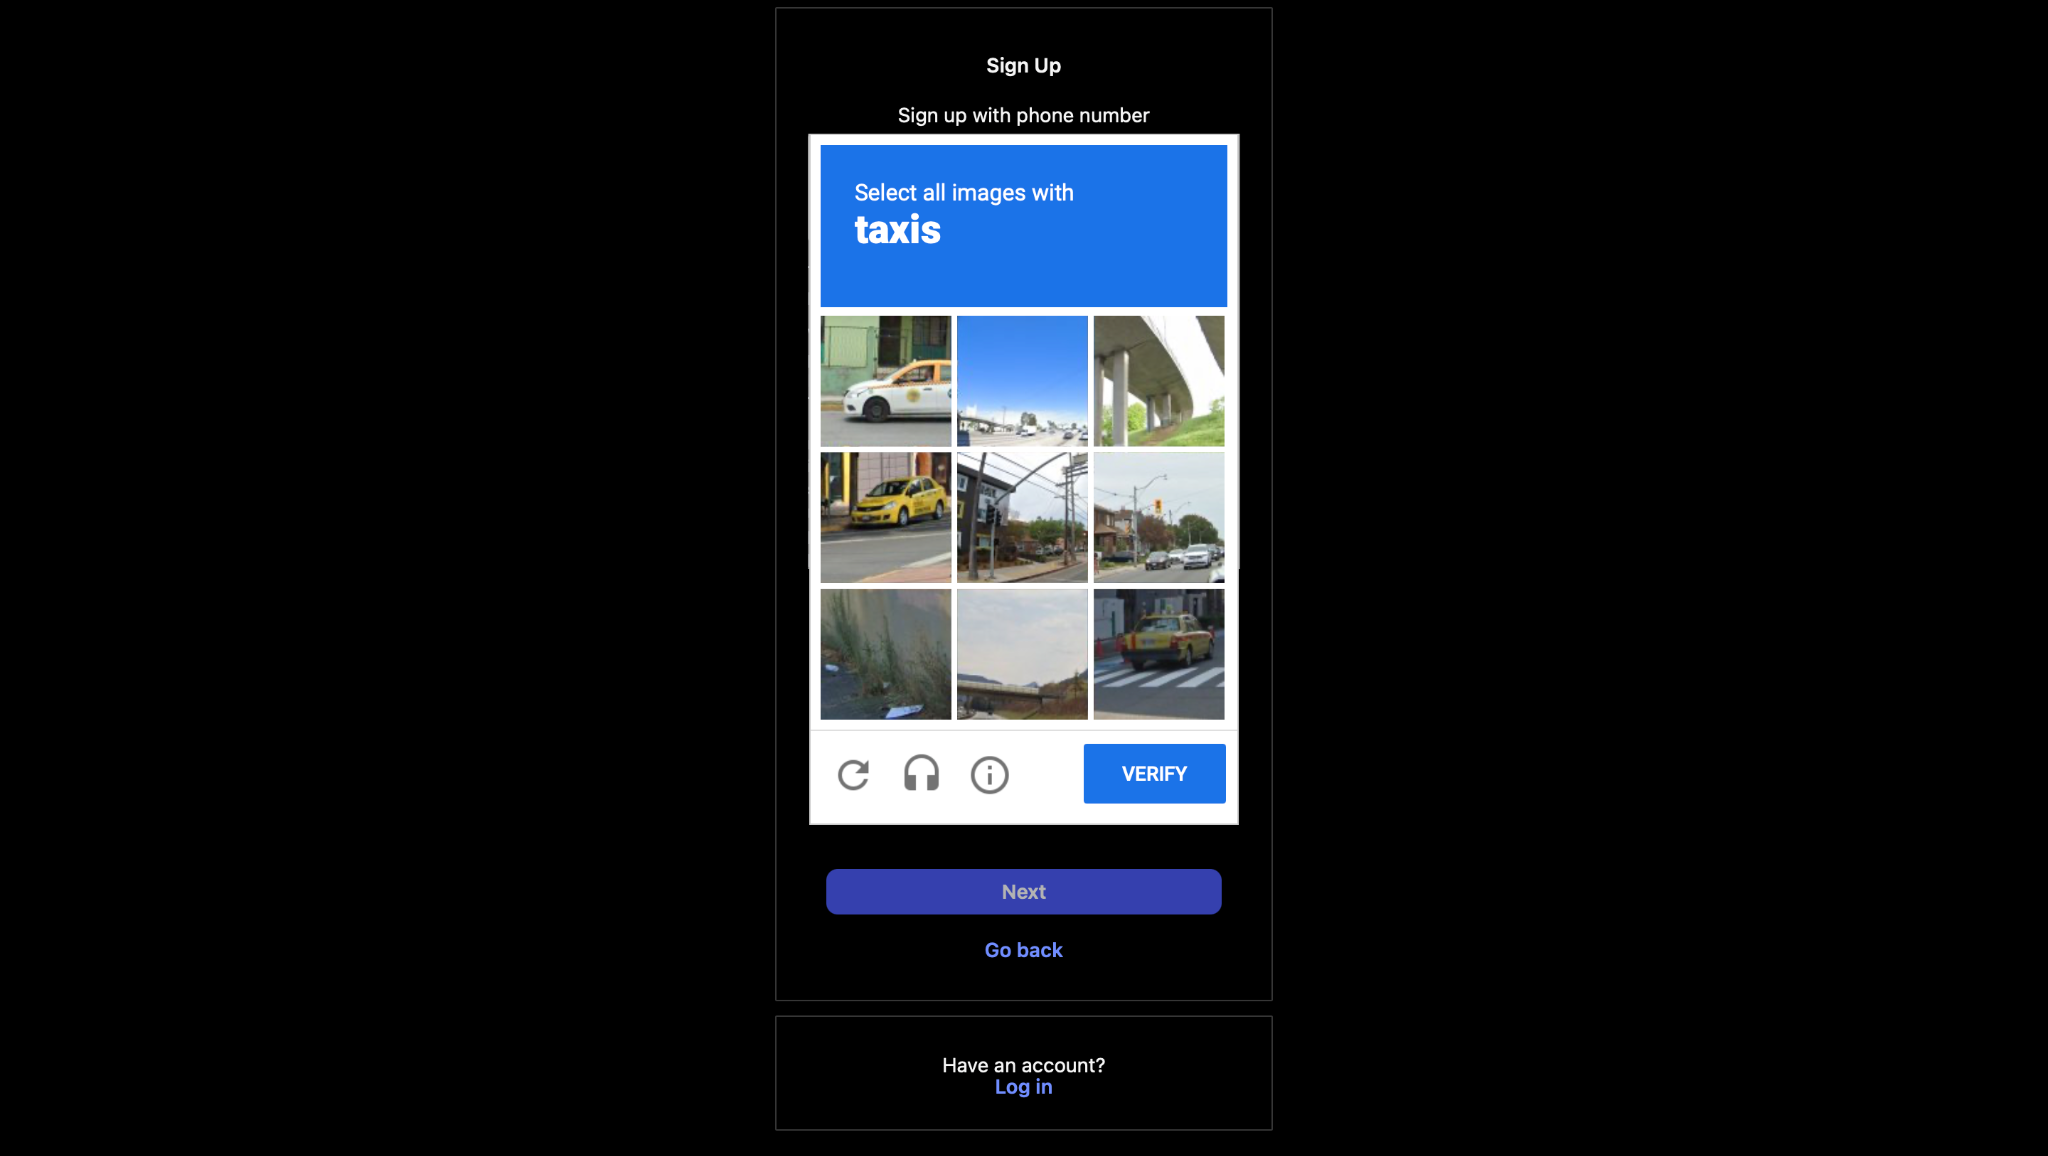 Sign Up
Sign up with phone number
Select all images with
taxis
VERIFY
Next
Go back
Have an account?
Log in